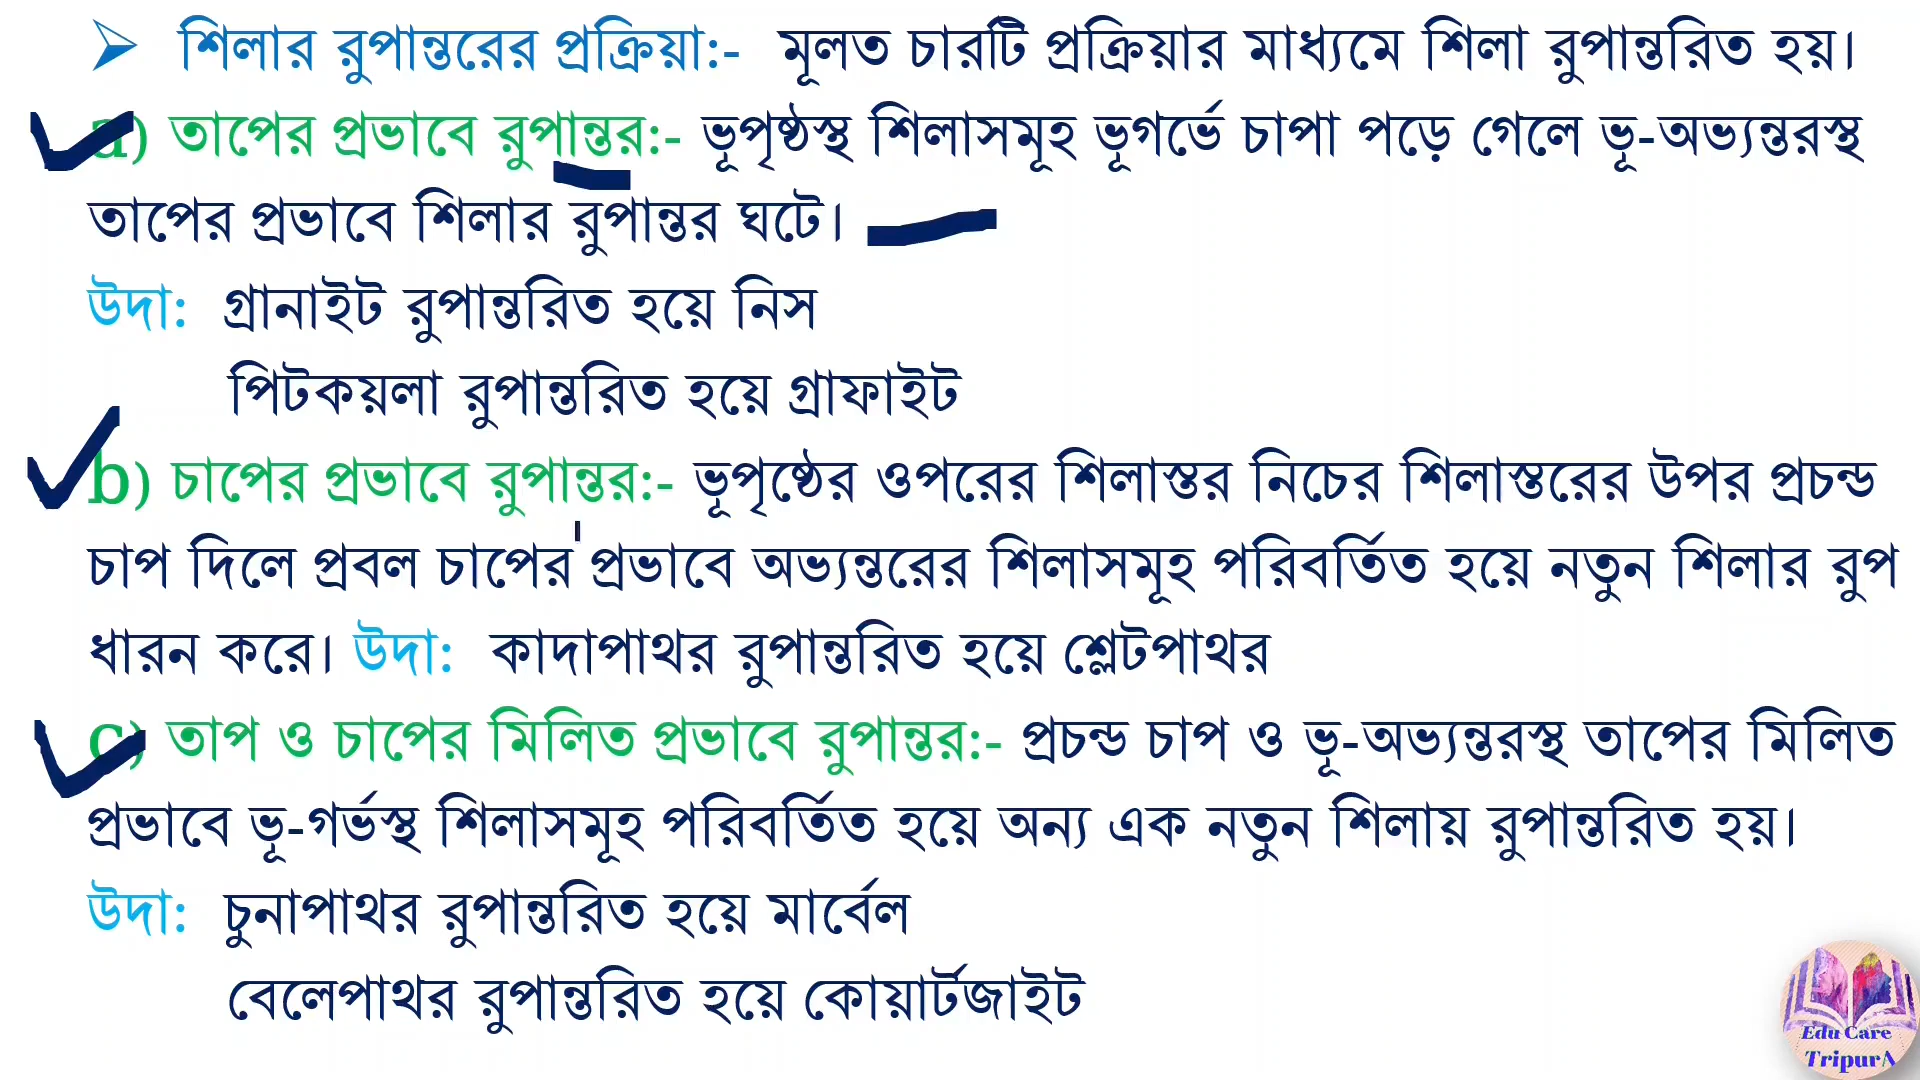 ➢ শিলার রুপান্তরের প্রক্রিয়া:- মূলত চারটি প্রক্রিয়ার মাধ্যমে শিলা রুপান্তরিত হয়।
a) তাপের প্রভাবে রুপান্তর:- ভূপৃষ্ঠস্থ শিলাসমূহ ভূগর্ভে চাপা পড়ে গেলে ভূ-অভ্যন্তরস্থ
তাপের প্রভাবে শিলার রুপান্তর ঘটে।
উদা: গ্রানাইট রুপান্তরিত হয়ে নিস
পিটকয়লা রুপান্তরিত হয়ে গ্রাফাইট
b) চাপের প্রভাবে রুপান্তর:- ভূপৃষ্ঠের ওপরের শিলাস্তর নিচের শিলাস্তরের উপর প্রচন্ড
চাপ দিলে প্রবল চাপের প্রভাবে অভ্যন্তরের শিলাসমূহ পরিবর্তিত হয়ে নতুন শিলার রুপ
ধারন করে। উদা: কাদাপাথর রুপান্তরিত হয়ে শ্লেটপাথর
c) তাপ ও চাপের মিলিত প্রভাবে রুপান্তর:- প্রচন্ড চাপ ও ভূ-অভ্যন্তরস্থ তাপের মিলিত
প্রভাবে ভূ-গর্ভস্থ শিলাসমূহ পরিবর্তিত হয়ে অন্য এক নতুন শিলায় রুপান্তরিত হয়।
উদা: চুনাপাথর রুপান্তরিত হয়ে মার্বেল
বেলেপাথর রুপান্তরিত হয়ে কোয়ার্টজাইট
Edu Care
TripurA